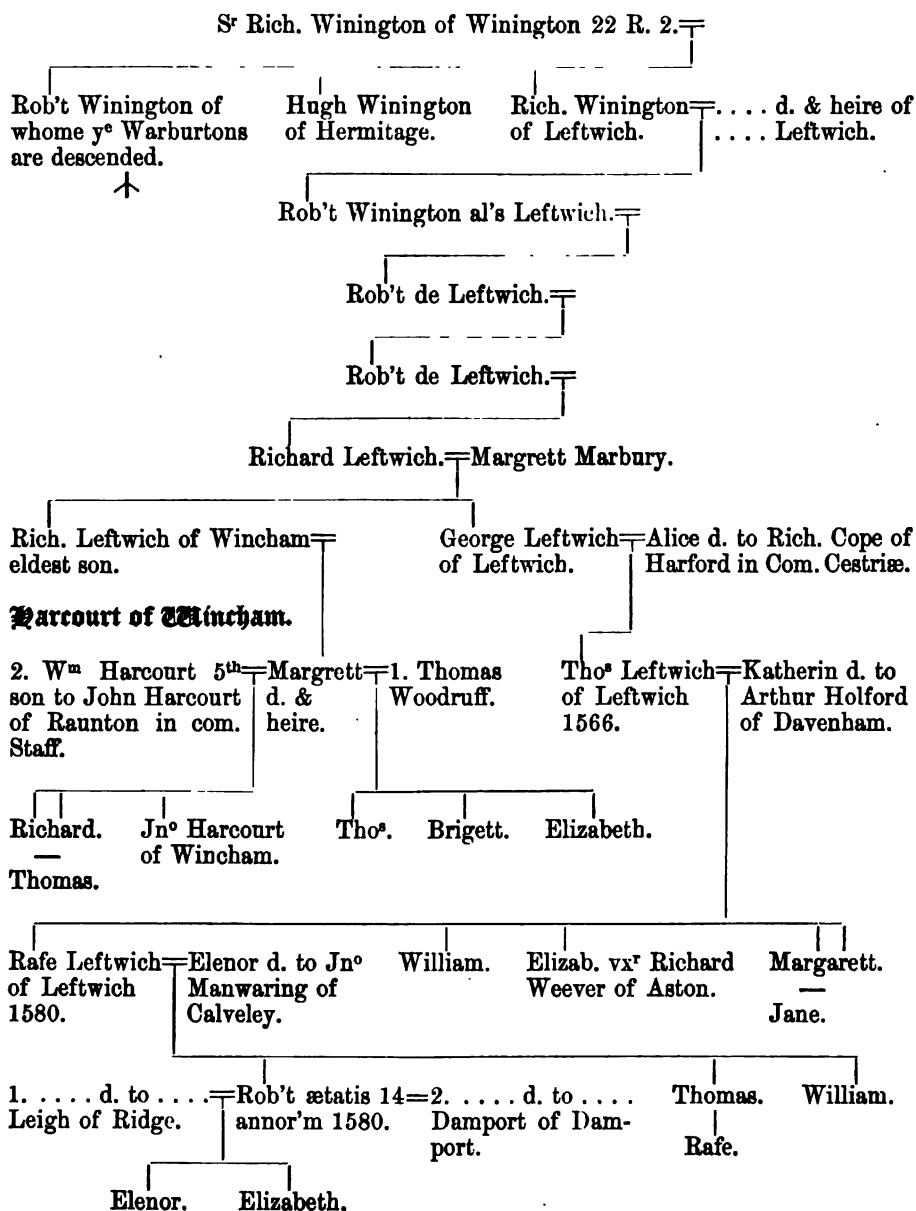 Sʳ Rich. Winington of Winington 22 R. 2.
Rob't Winington of
whome yᵉ Warburtons
are descended.
Hugh Winington
of Hermitage.
Rich. Winington
of Leftwich.
. . . . d. & heire of
. . . . Leftwich.
Rob't Winington al's Leftwich.
Rob't de Leftwich.
Rob't de Leftwich.
Richard Leftwich.
Margrett Marbury.
Rich. Leftwich of Wincham
eldest son.
George Leftwich
of Leftwich.
Alice d. to Rich. Cope of
Harford in Com. Cestriæ.
Harcourt of Wincham.
2. Wᵐ Harcourt 5ᵗʰ
son to John Harcourt
of Raunton in com.
Staff.
Margrett
d. &
heire.
1. Thomas
Woodruff.
Thoˢ Leftwich
of Leftwich
1566.
Katherin d. to
Arthur Holford
of Davenham.
Richard.
—
Thomas.
Jnᵒ Harcourt
of Wincham.
Thoˢ.
Brigett.
Elizabeth.
Rafe Leftwich
of Leftwich
1580.
Elenor d. to Jnᵒ
Manwaring of
Calveley.
William.
Elizab. vxʳ Richard
Weever of Aston.
Margarett.
—
Jane.
1. . . . . d. to . . . .
Leigh of Ridge.
Rob't ætatis 14
annor'm 1580.
2. . . . . d. to . . . .
Damport of Dam-
port.
Thomas.
Rafe.
William.
Elenor.
Elizabeth.